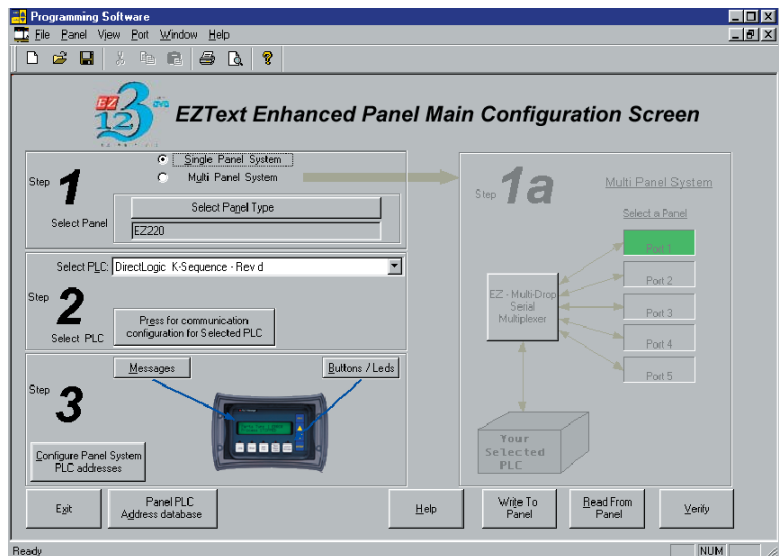 Programming Software
File Panel View Port Window Help
EZ
123
EZText Enhanced Panel Main Configuration Screen
Step 1
Select Panel
Single Panel System
Multi Panel System
Select Panel Type
EZ220
Step 1a
Multi Panel System
Select a Panel
Port 1
Port 2
Port 3
Port 4
Port 5
EZ - Multi-Drop
Serial
Multiplexer
Your
Selected
PLC
Select PLC: DirectLogic K-Sequence - Rev d
Step 2
Select PLC
Press for communication
configuration for Selected PLC
Step 3
Messages
Buttons / Leds
Configure Panel System
PLC addresses
Exit
Panel PLC
Address database
Help
Write To
Panel
Read From
Panel
Verify
Ready
NUM